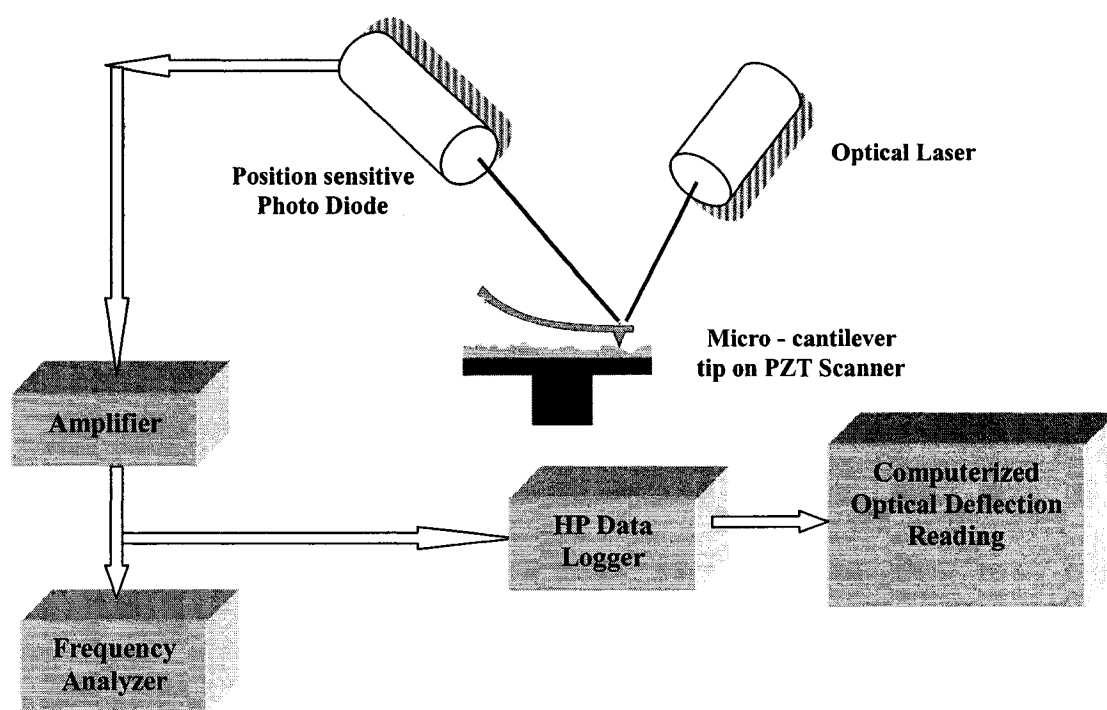 Position sensitive
Photo Diode
Optical Laser
Micro - cantilever
tip on PZT Scanner
Amplifier
HP Data
Logger
Computerized
Optical Deflection
Reading
Frequency
Analyzer